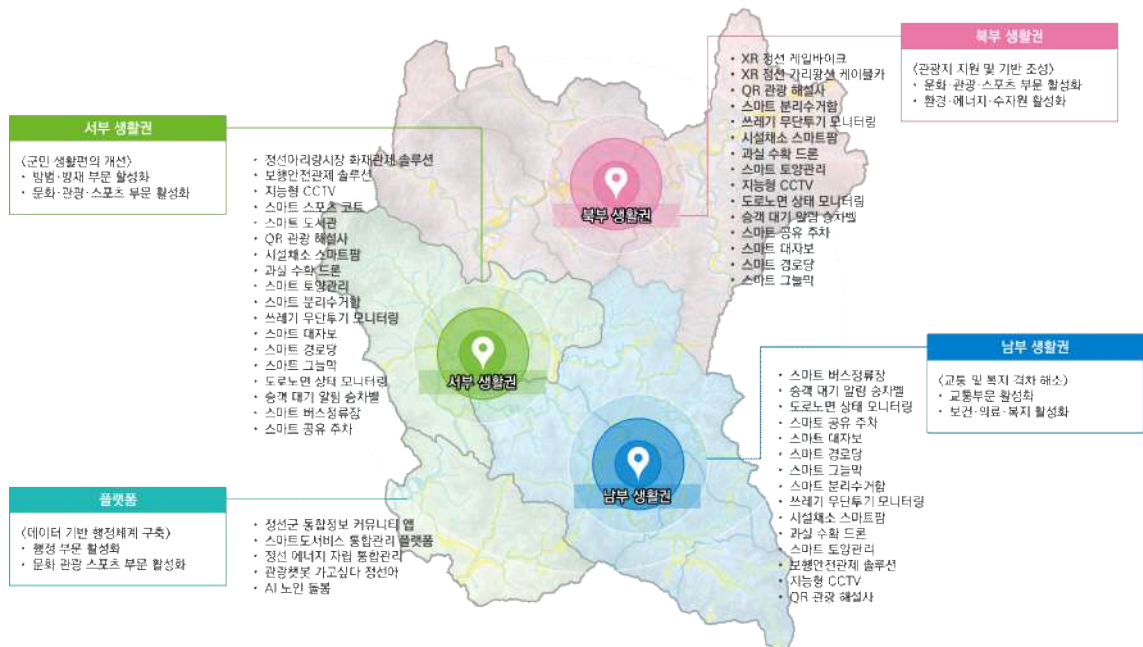 북부 생활권
〈관광지 지원 및 기반 조성〉
• 문화·관광·스포츠 부문 활성화
• 환경·에너지·수자원 활성화
• XR 정선 레일바이크
• XR 정선 가리왕산 케이블카
• QR 관광 해설사
• 스마트 분리수거함
• 쓰레기 무단투기 모니터링
• 시설채소 스마트팜
• 과실 수확 드론
• 스마트 토양관리
• 지능형 CCTV
• 도로노면 상태 모니터링
• 승객 대기 알림 승차벨
• 스마트 공유 주차
• 스마트 대자보
• 스마트 경로당
• 스마트 그늘막
북부 생활권
서부 생활권
〈군민 생활편의 개선〉
• 방범·방재 부문 활성화
• 문화·관광·스포츠 부문 활성화
• 정선아리랑시장 화재관제 솔루션
• 보행안전관제 솔루션
• 지능형 CCTV
• 스마트 스포츠 코트
• 스마트 도서관
• QR 관광 해설사
• 시설채소 스마트팜
• 과실 수확 드론
• 스마트 토양관리
• 스마트 분리수거함
• 쓰레기 무단투기 모니터링
• 스마트 대자보
• 스마트 경로당
• 스마트 그늘막
• 도로노면 상태 모니터링
• 승객 대기 알림 승차벨
• 스마트 버스정류장
• 스마트 공유 주차
서부 생활권
남부 생활권
〈교통 및 복지 격차 해소〉
• 교통부문 활성화
• 보건·의료·복지 활성화
• 스마트 버스정류장
• 승객 대기 알림 승차벨
• 도로노면 상태 모니터링
• 스마트 공유 주차
• 스마트 대자보
• 스마트 경로당
• 스마트 그늘막
• 스마트 분리수거함
• 쓰레기 무단투기 모니터링
• 시설채소 스마트팜
• 과실 수확 드론
• 스마트 토양관리
• 보행안전관제 솔루션
• 지능형 CCTV
• QR 관광 해설사
남부 생활권
플랫폼
〈데이터 기반 행정체계 구축〉
• 행정 부문 활성화
• 문화 관광 스포츠 부문 활성화
• 정선군 통합정보 커뮤니티 앱
• 스마트도서비스 통합관리 플랫폼
• 정선 에너지 자립 통합관리
• 관광챗봇 가고싶다 정선아
• AI 노인 돌봄